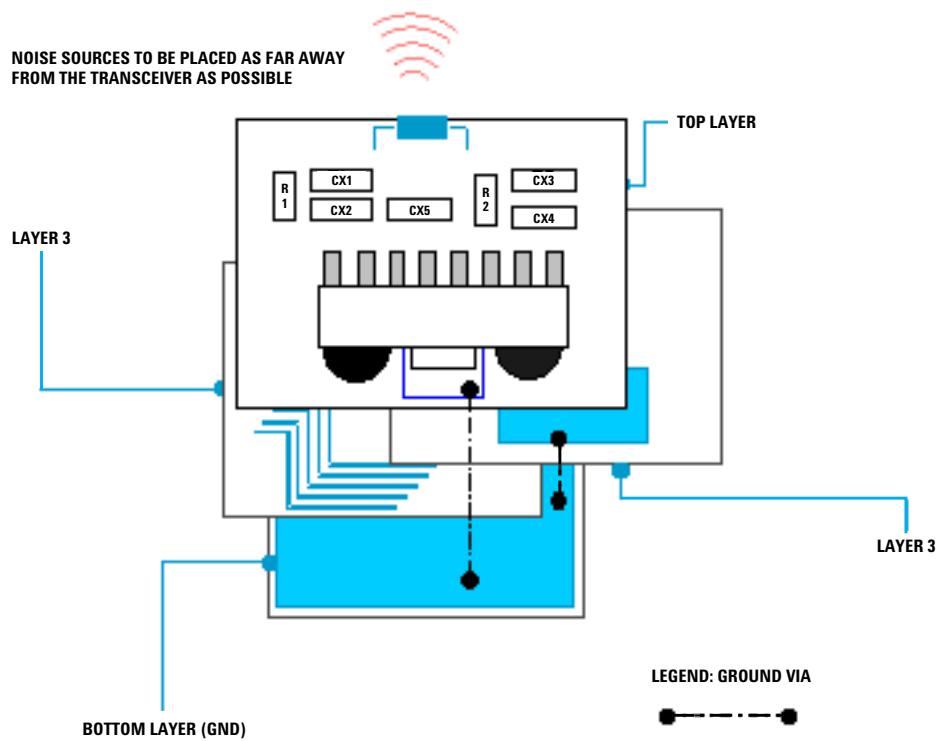 NOISE SOURCES TO BE PLACED AS FAR AWAY
FROM THE TRANSCEIVER AS POSSIBLE
TOP LAYER
R
1
CX1
CX2
CX5
R
2
CX3
CX4
LAYER 3
LAYER 3
LEGEND: GROUND VIA
BOTTOM LAYER (GND)